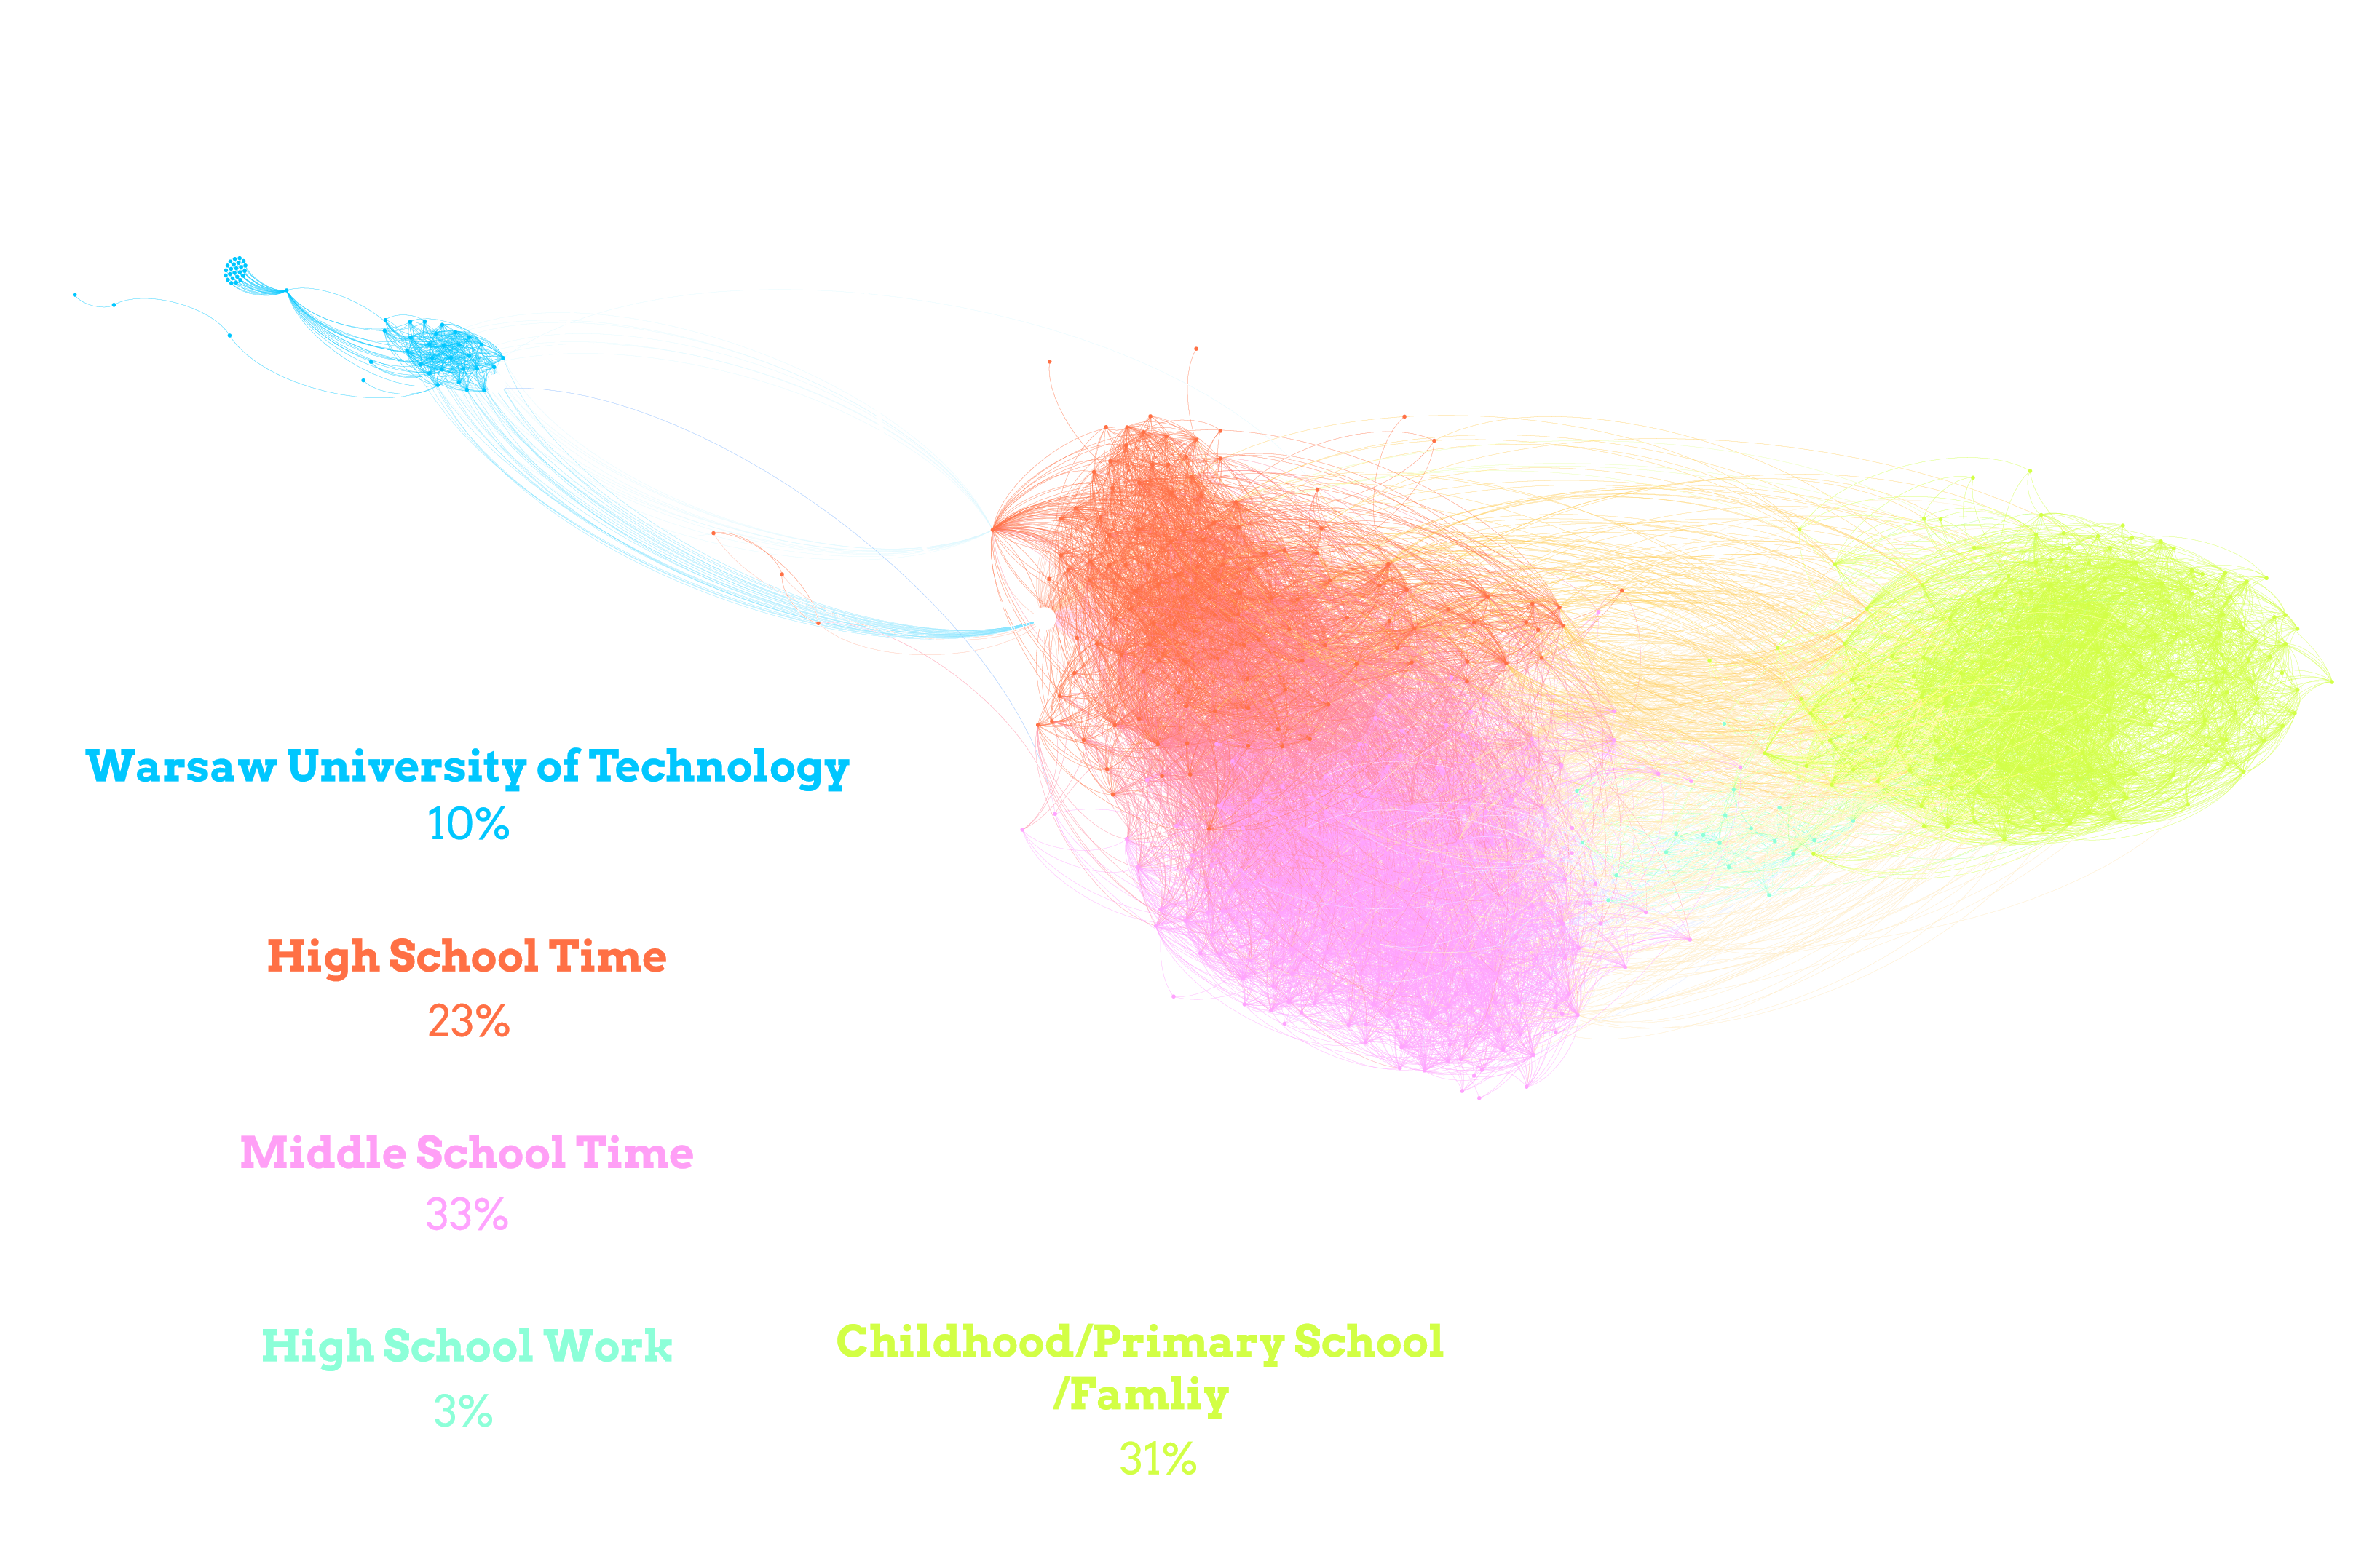 Warsaw University of Technology
10%
High School Time
23%
Middle School Time
33%
High School Work
3%
Childhood/Primary School
/Famliy
31%